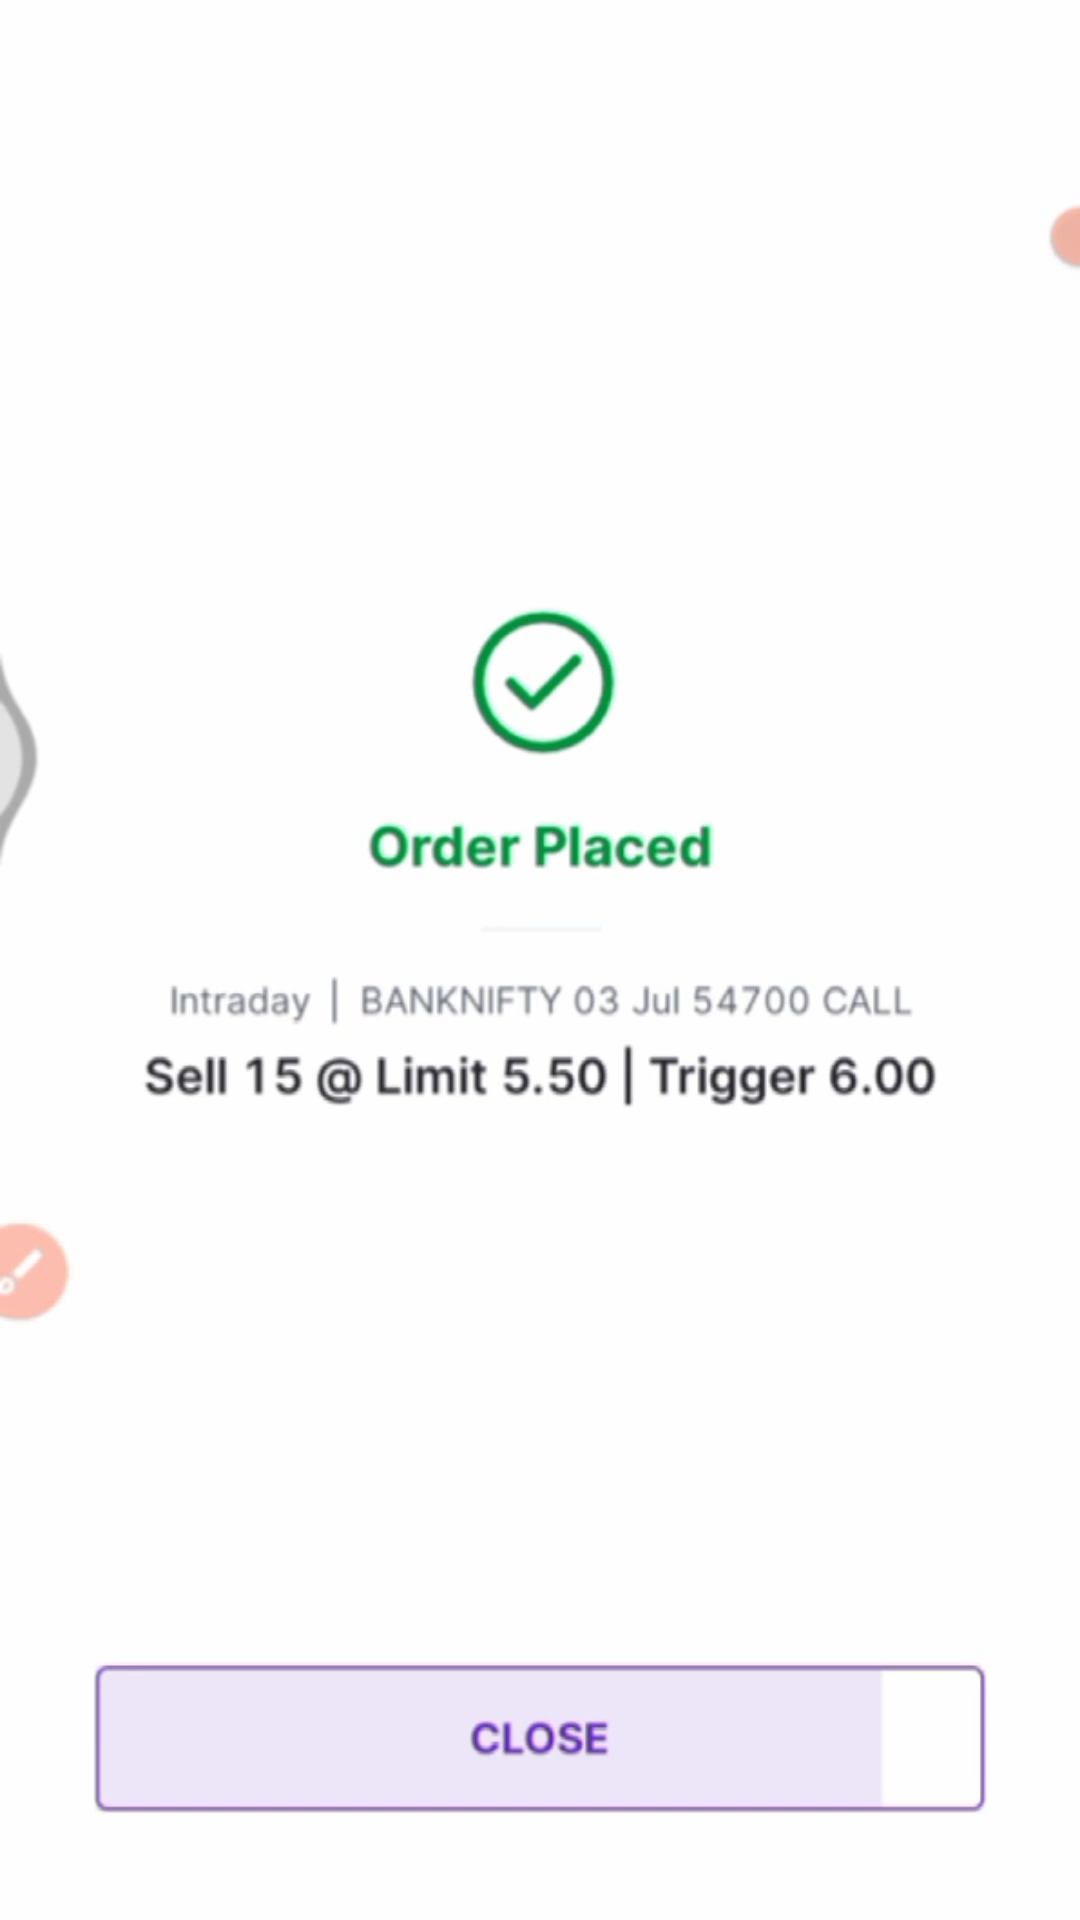 Order Placed
Intraday | BANKNIFTY 03 Jul 54700 CALL
Sell 15 @ Limit 5.50 | Trigger 6.00
CLOSE